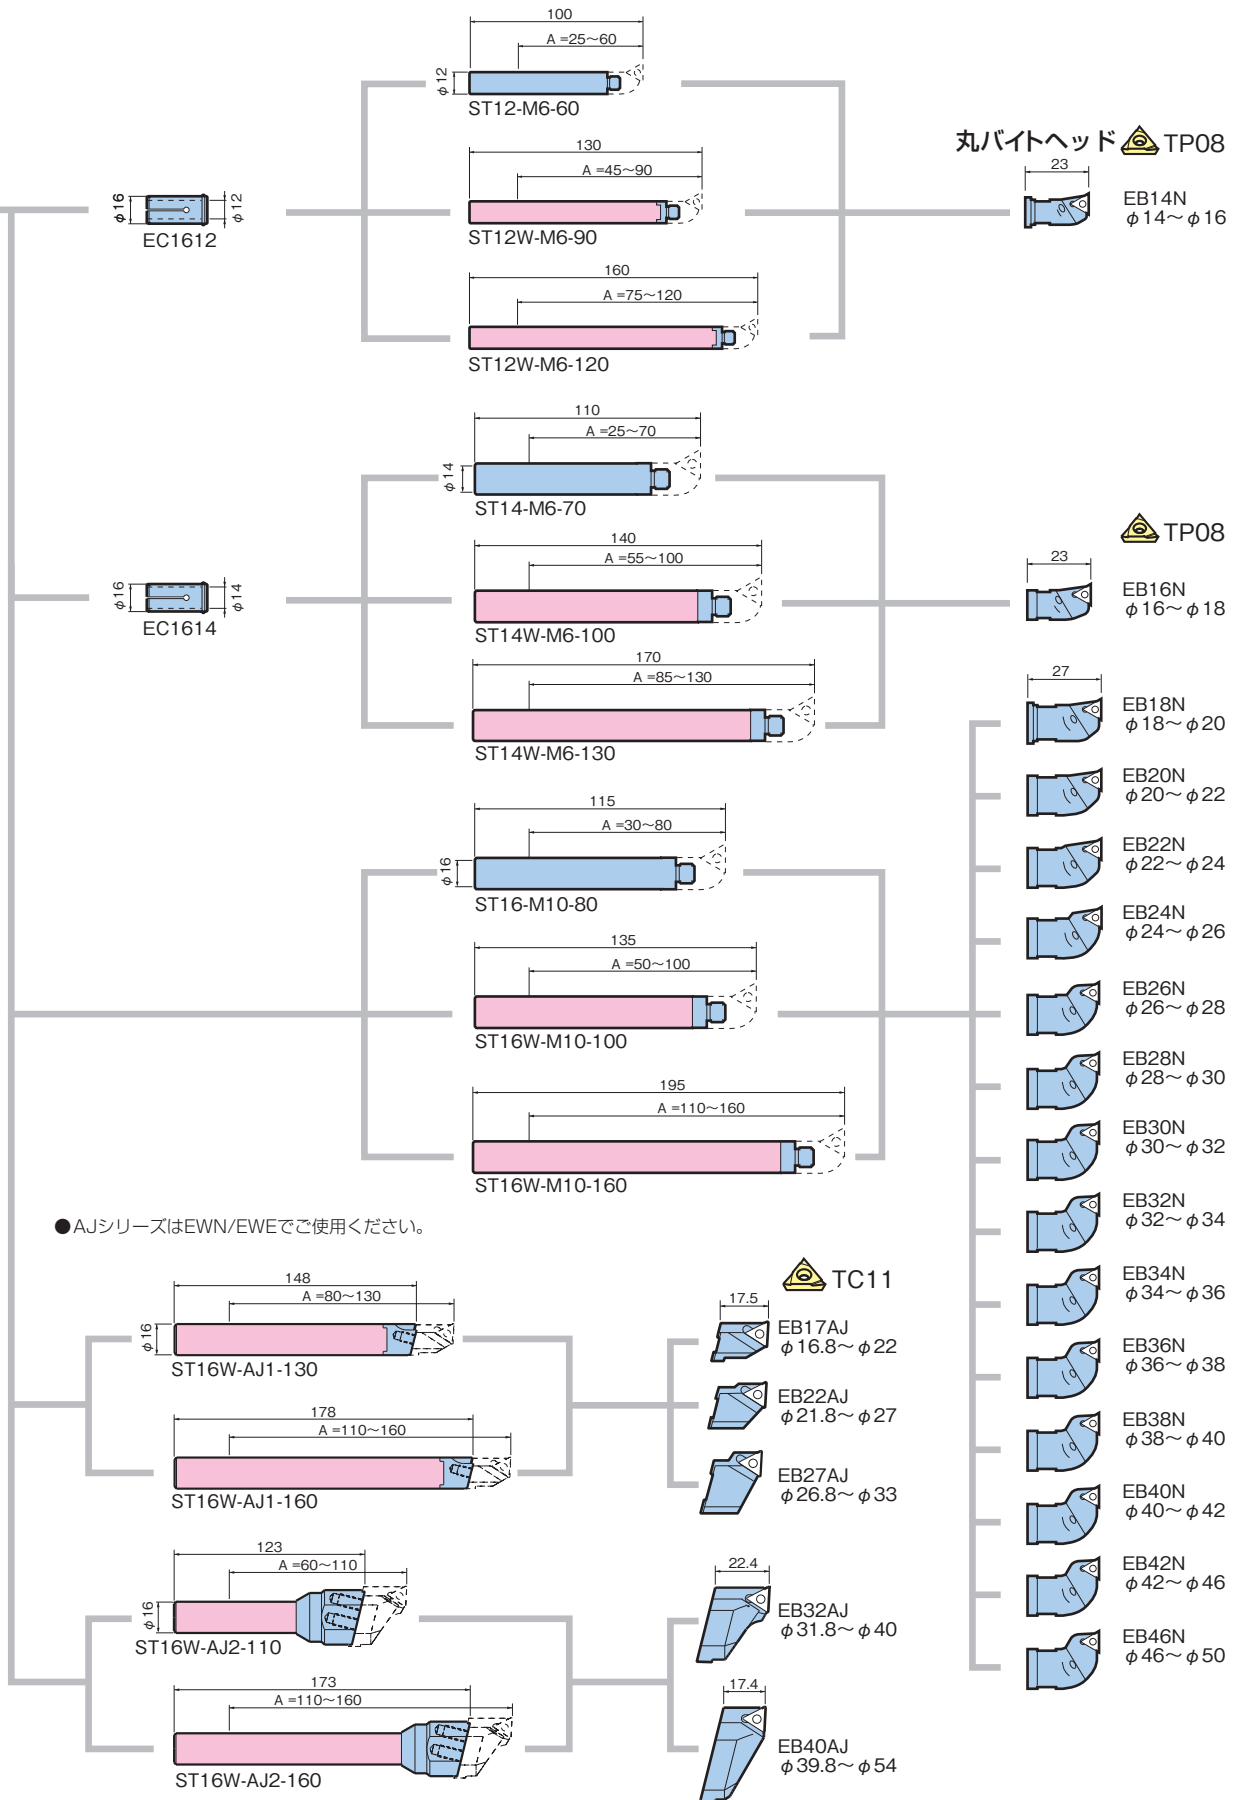 100
A =25～60
φ12
ST12-M6-60
130
A =45～90
ST12W-M6-90
160
A =75～120
ST12W-M6-120
φ16
φ12
EC1612
丸バイトヘッド TP08
23
EB14N
φ14～φ16
110
A =25～70
φ14
ST14-M6-70
140
A =55～100
ST14W-M6-100
170
A =85～130
ST14W-M6-130
φ16
φ14
EC1614
TP08
23
EB16N
φ16～φ18
27
EB18N
φ18～φ20
EB20N
φ20～φ22
EB22N
φ22～φ24
EB24N
φ24～φ26
EB26N
φ26～φ28
EB28N
φ28～φ30
EB30N
φ30～φ32
EB32N
φ32～φ34
EB34N
φ34～φ36
EB36N
φ36～φ38
EB38N
φ38～φ40
EB40N
φ40～φ42
EB42N
φ42～φ46
EB46N
φ46～φ50
115
A =30～80
φ16
ST16-M10-80
135
A =50～100
ST16W-M10-100
195
A =110～160
ST16W-M10-160
●AJシリーズはEWN/EWEでご使用ください。
148
A =80～130
φ16
ST16W-AJ1-130
178
A =110～160
ST16W-AJ1-160
TC11
17.5
EB17AJ
φ16.8～φ22
EB22AJ
φ21.8～φ27
EB27AJ
φ26.8～φ33
123
A =60～110
φ16
ST16W-AJ2-110
173
A =110～160
ST16W-AJ2-160
22.4
EB32AJ
φ31.8～φ40
17.4
EB40AJ
φ39.8～φ54